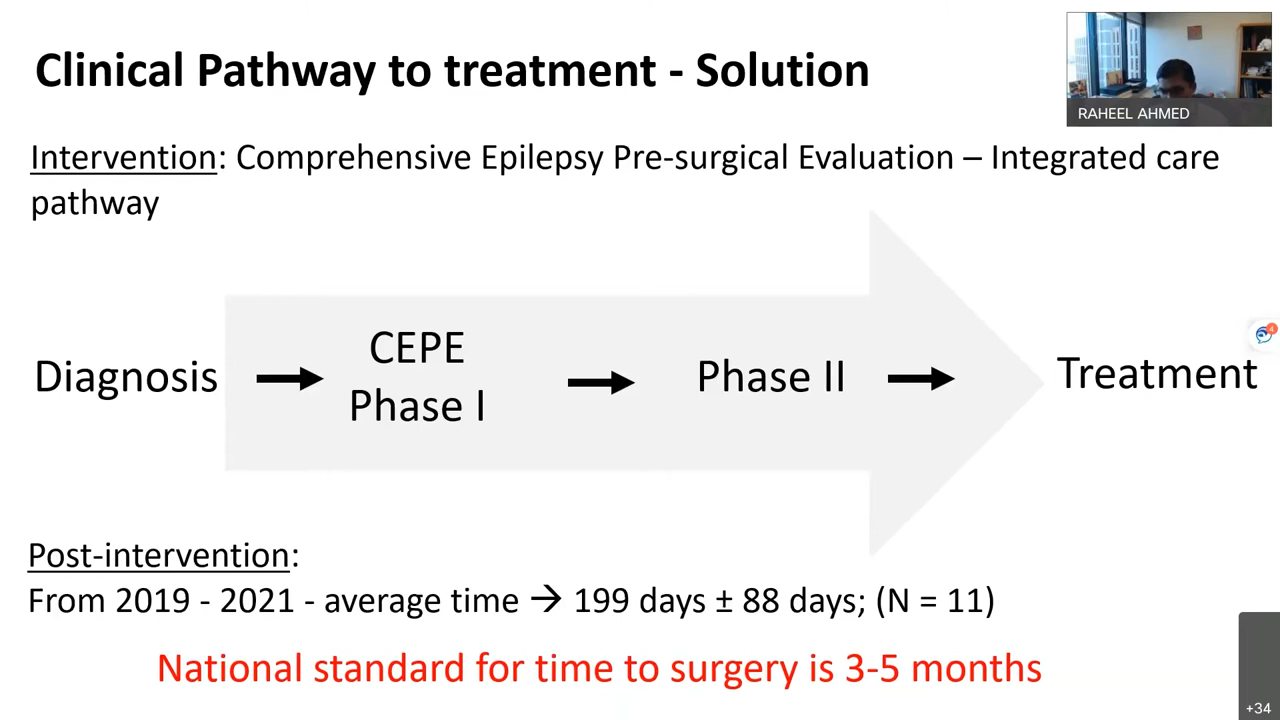 Clinical Pathway to treatment - Solution
RAHEEL AHMED
Intervention: Comprehensive Epilepsy Pre-surgical Evaluation – Integrated care
pathway
Diagnosis
CEPE
Phase I
Phase II
Treatment
4
Post-intervention:
From 2019 - 2021 - average time → 199 days ± 88 days; (N = 11)
National standard for time to surgery is 3-5 months
+34